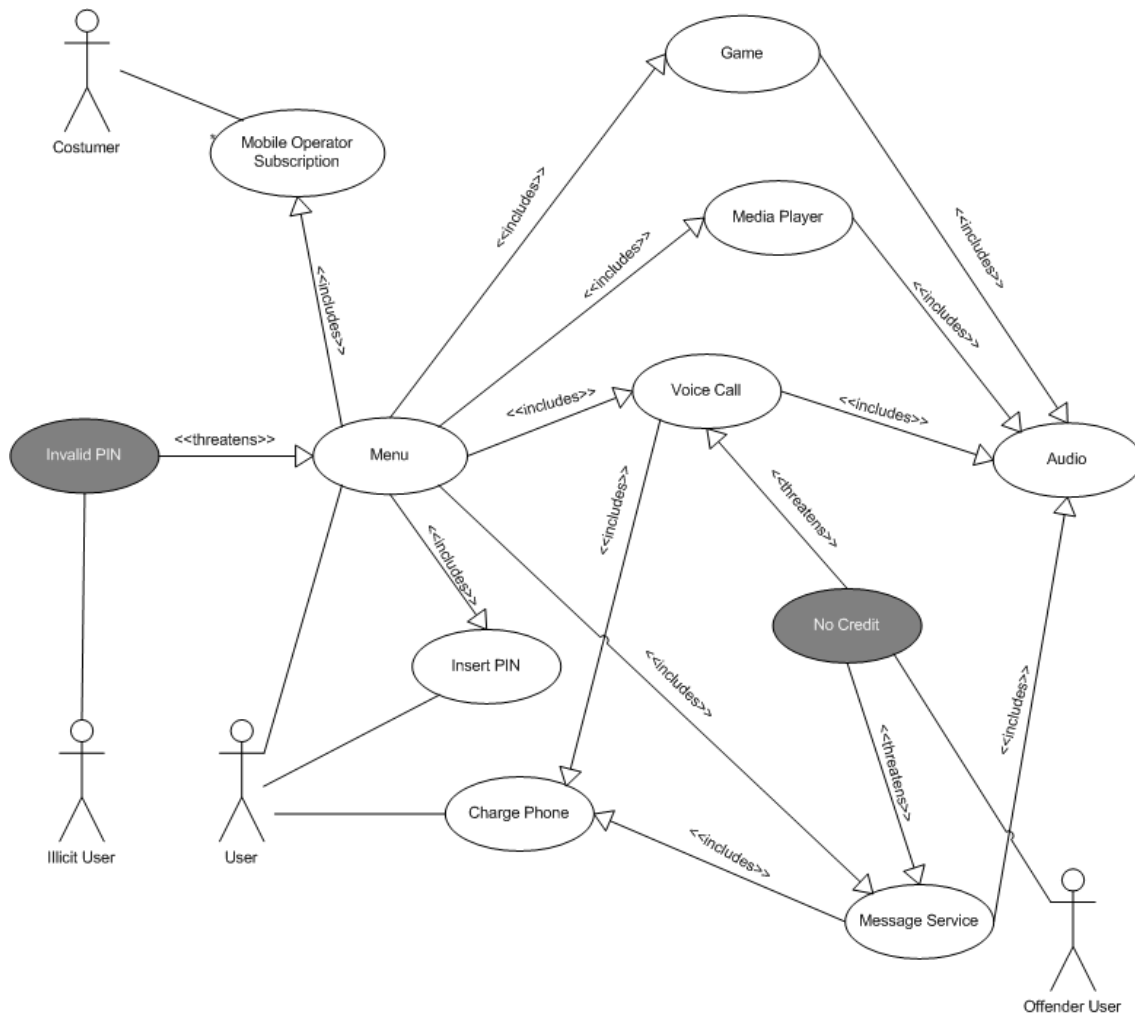 Game
Costumer
*
Mobile Operator
Subscription
<<includes>>
<<includes>>
Media Player
<<includes>>
<<includes>>
<<includes>>
<<includes>>
Voice Call
<<includes>>
<<includes>>
<<threatens>>
Invalid PIN
Menu
Audio
<<includes>>
<<threatens>>
<<includes>>
No Credit
Insert PIN
<<includes>>
<<includes>>
<<threatens>>
Charge Phone
<<includes>>
Illicit User
User
Message Service
Offender User